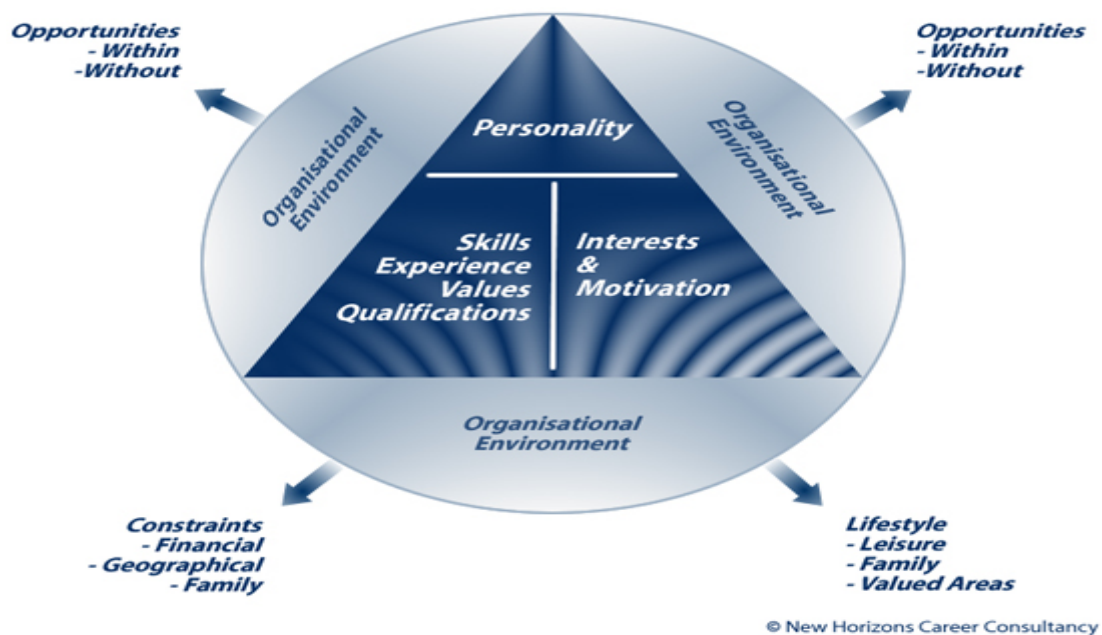 Opportunities
- Within
-Without
Opportunities
- Within
-Without
Organisational
Environment
Personality
Organisational
Environment
Skills
Experience
Values
Qualifications
Interests
&
Motivation
Organisational
Environment
Constraints
- Financial
- Geographical
- Family
Lifestyle
- Leisure
- Family
- Valued Areas
© New Horizons Career Consultancy